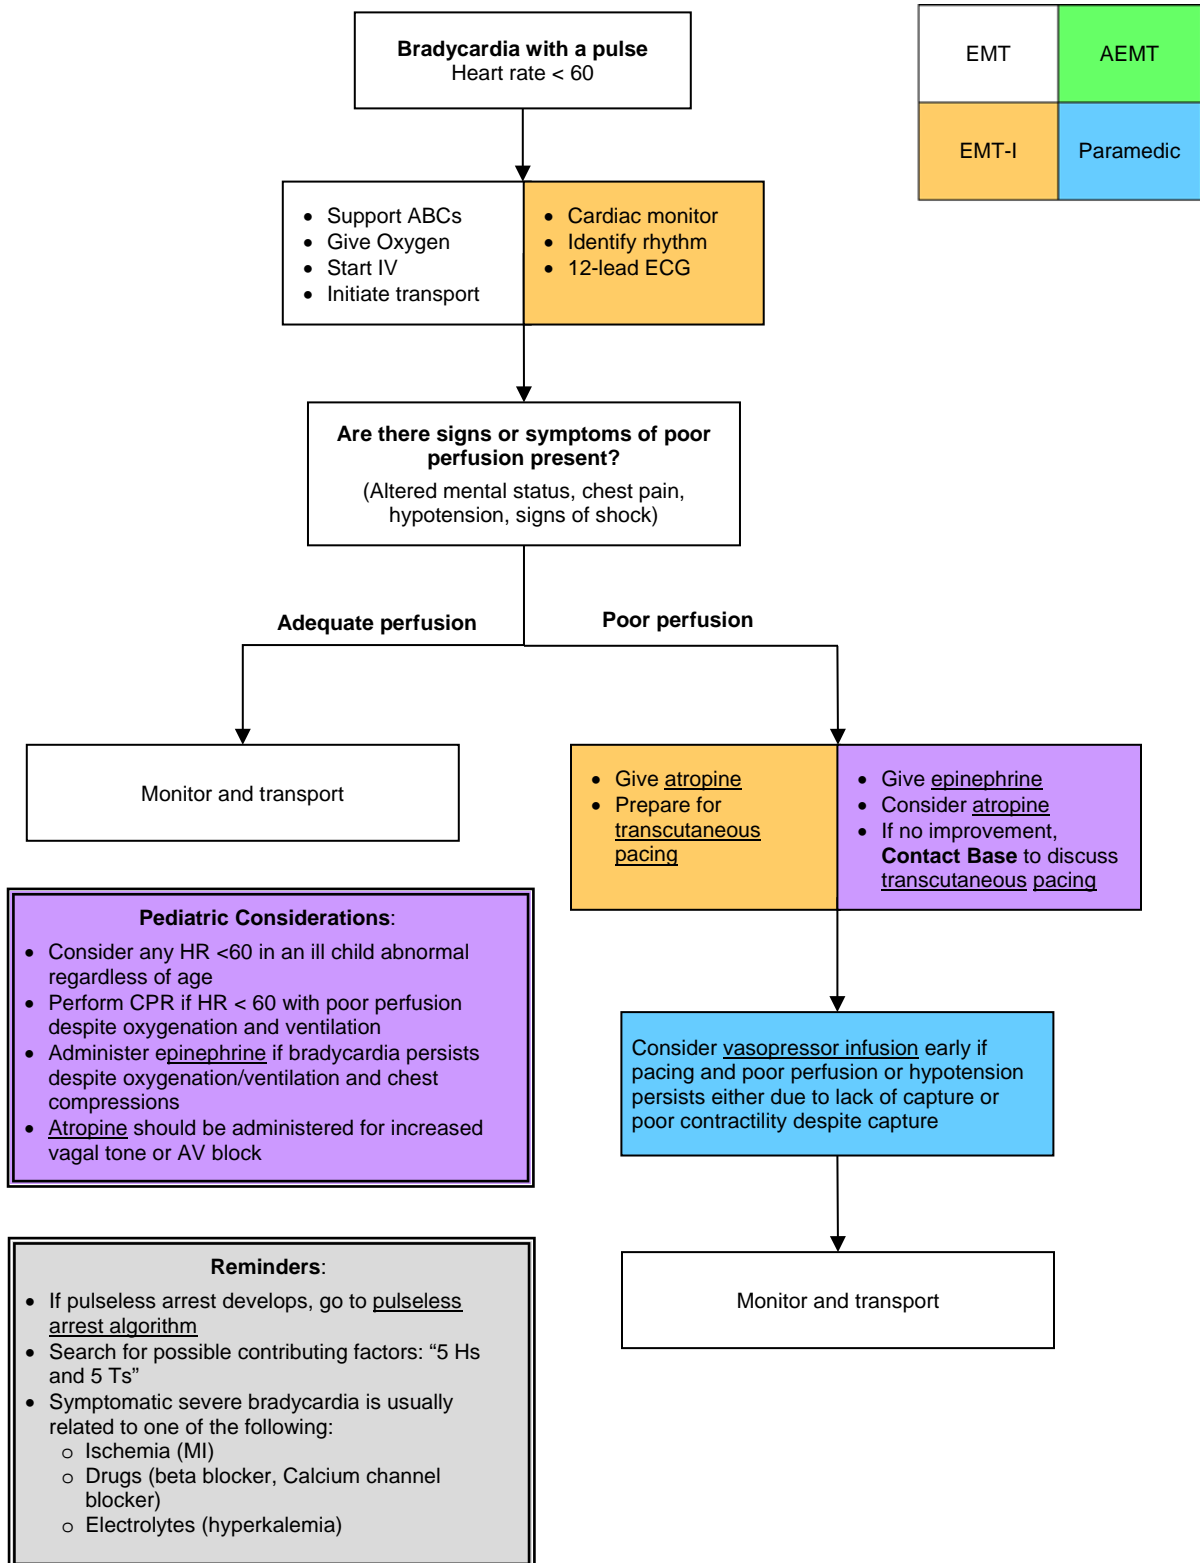 Bradycardia with a pulse
Heart rate < 60
EMT
AEMT
EMT-I
Paramedic
• Support ABCs
• Give Oxygen
• Start IV
• Initiate transport
• Cardiac monitor
• Identify rhythm
• 12-lead ECG
Are there signs or symptoms of poor
perfusion present?
(Altered mental status, chest pain,
hypotension, signs of shock)
Adequate perfusion
Poor perfusion
Monitor and transport
• Give atropine
• Prepare for
transcutaneous
pacing
• Give epinephrine
• Consider atropine
• If no improvement,
Contact Base to discuss
transcutaneous pacing
Pediatric Considerations:
• Consider any HR <60 in an ill child abnormal
regardless of age
• Perform CPR if HR < 60 with poor perfusion
despite oxygenation and ventilation
• Administer epinephrine if bradycardia persists
despite oxygenation/ventilation and chest
compressions
• Atropine should be administered for increased
vagal tone or AV block
Consider vasopressor infusion early if
pacing and poor perfusion or hypotension
persists either due to lack of capture or
poor contractility despite capture
Monitor and transport
Reminders:
• If pulseless arrest develops, go to pulseless
arrest algorithm
• Search for possible contributing factors: “5 Hs
and 5 Ts”
• Symptomatic severe bradycardia is usually
related to one of the following:
o Ischemia (MI)
o Drugs (beta blocker, Calcium channel
blocker)
o Electrolytes (hyperkalemia)